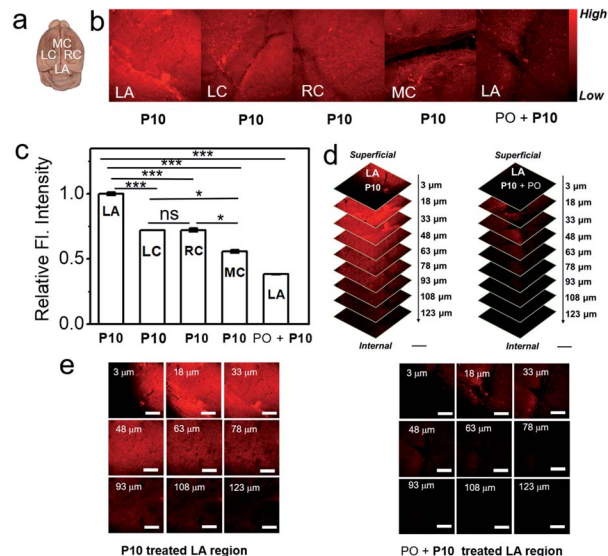 a
MC
LC RC
LA
b
LA
LC
RC
MC
LA
High
Low
P10
P10
P10
P10
PO + P10
c
Relative Fl. Intensity
1.0
0.5
0.0
***
***
***
***
*
ns
*
LA
LC
RC
MC
LA
P10 P10 P10 P10 PO + P10
d
Superficial
LA
P10
3 μm
18 μm
33 μm
48 μm
63 μm
78 μm
93 μm
108 μm
123 μm
Internal
Superficial
LA
P10 + PO
3 μm
18 μm
33 μm
48 μm
63 μm
78 μm
93 μm
108 μm
123 μm
Internal
e
3 μm 18 μm 33 μm
48 μm 63 μm 78 μm
93 μm 108 μm 123 μm
P10 treated LA region
3 μm 18 μm 33 μm
48 μm 63 μm 78 μm
93 μm 108 μm 123 μm
PO + P10 treated LA region